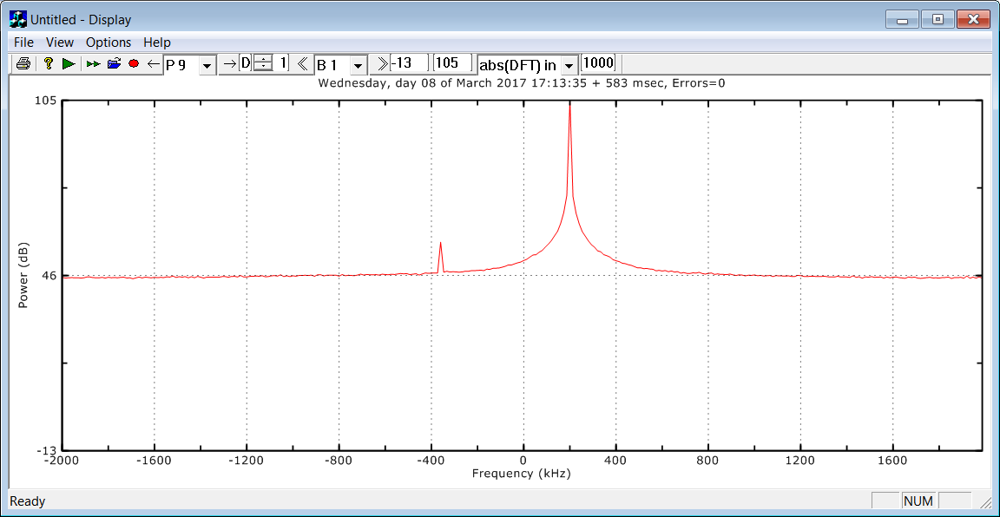 Untitled - Display
File View Options Help
P 9 D 1 B 1 -13 105 abs(DFT) in 1000
Wednesday, day 08 of March 2017 17:13:35 + 583 msec, Errors=0
105
46
-13
Power (dB)
-2000 -1600 -1200 -800 -400 0 400 800 1200 1600
Frequency (kHz)
Ready NUM